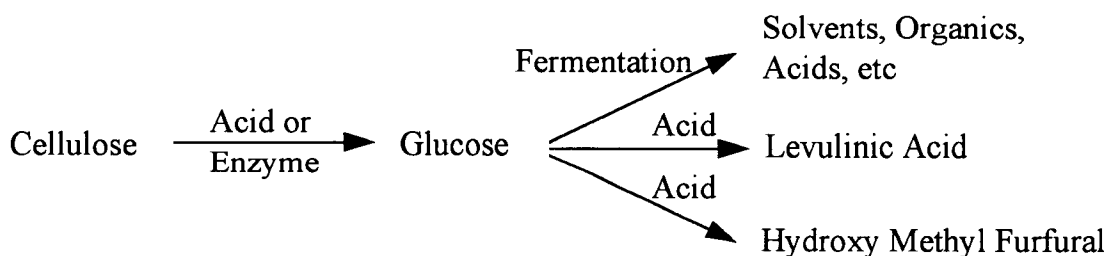 Solvents, Organics,
Fermentation
Acids, etc
Cellulose
Acid or
Enzyme
Glucose
Acid
Levulinic Acid
Acid
Hydroxy Methyl Furfural